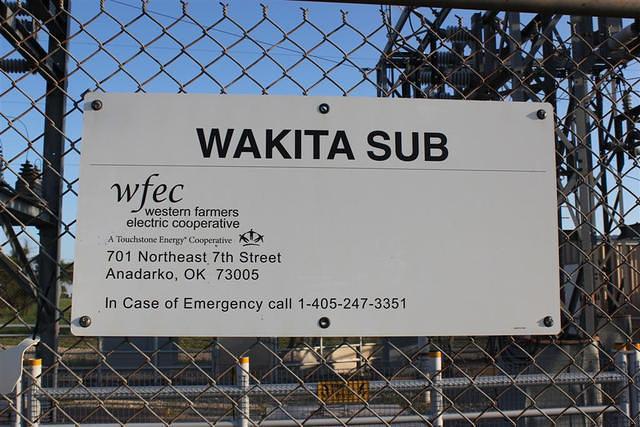 WAKITA SUB
wfec
western farmers
electric cooperative
A Touchstone Energy® Cooperative
701 Northeast 7th Street
Anadarko, OK 73005
In Case of Emergency call 1-405-247-3351